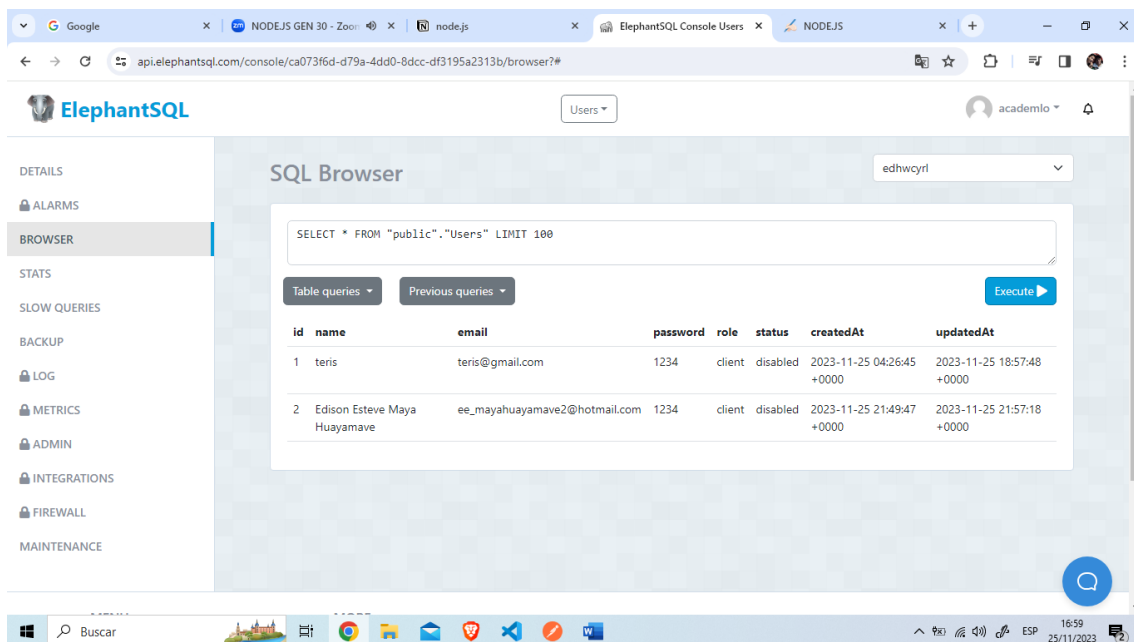 Google
NODEJS GEN 30 - Zoom
node.js
ElephantSQL Console Users
NODE.JS
api.elephantsql.com/console/ca073f6d-d79a-4dd0-8dcc-df3195a2313b/browser?#
ElephantSQL
Users
academlo
DETAILS
ALARMS
BROWSER
STATS
SLOW QUERIES
BACKUP
LOG
METRICS
ADMIN
INTEGRATIONS
FIREWALL
MAINTENANCE
SQL Browser
edhwcyrl
SELECT * FROM "public"."Users" LIMIT 100
Table queries
Previous queries
Execute
id name email password role status createdAt updatedAt
1 teris teris@gmail.com 1234 client disabled 2023-11-25 04:26:45 2023-11-25 18:57:48
+0000 +0000
2 Edison Esteve Maya ee_mayahuayamave2@hotmail.com 1234 client disabled 2023-11-25 21:49:47 2023-11-25 21:57:18
Huayamave +0000 +0000
Buscar
ESP
16:59
25/11/2023